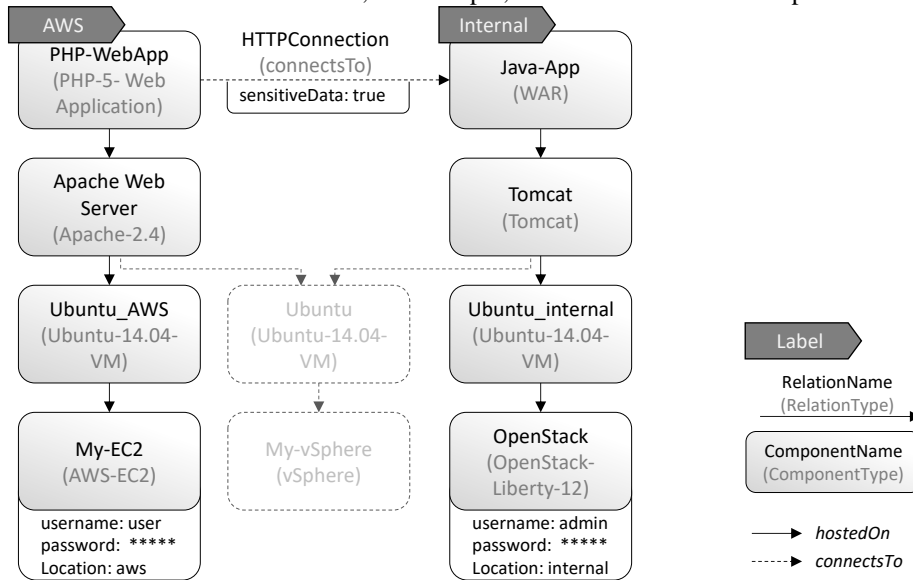 AWS
PHP-WebApp
(PHP-5- Web
Application)
HTTPConnection
(connectsTo)
sensitiveData: true
Internal
Java-App
(WAR)
Apache Web
Server
(Apache-2.4)
Tomcat
(Tomcat)
Ubuntu_AWS
(Ubuntu-14.04-
VM)
Ubuntu
(Ubuntu-14.04-
VM)
Ubuntu_internal
(Ubuntu-14.04-
VM)
My-EC2
(AWS-EC2)
username: user
password: *****
Location: aws
My-vSphere
(vSphere)
OpenStack
(OpenStack-
Liberty-12)
username: admin
password: *****
Location: internal
Label
RelationName
(RelationType)
ComponentName
(ComponentType)
hostedOn
connectsTo